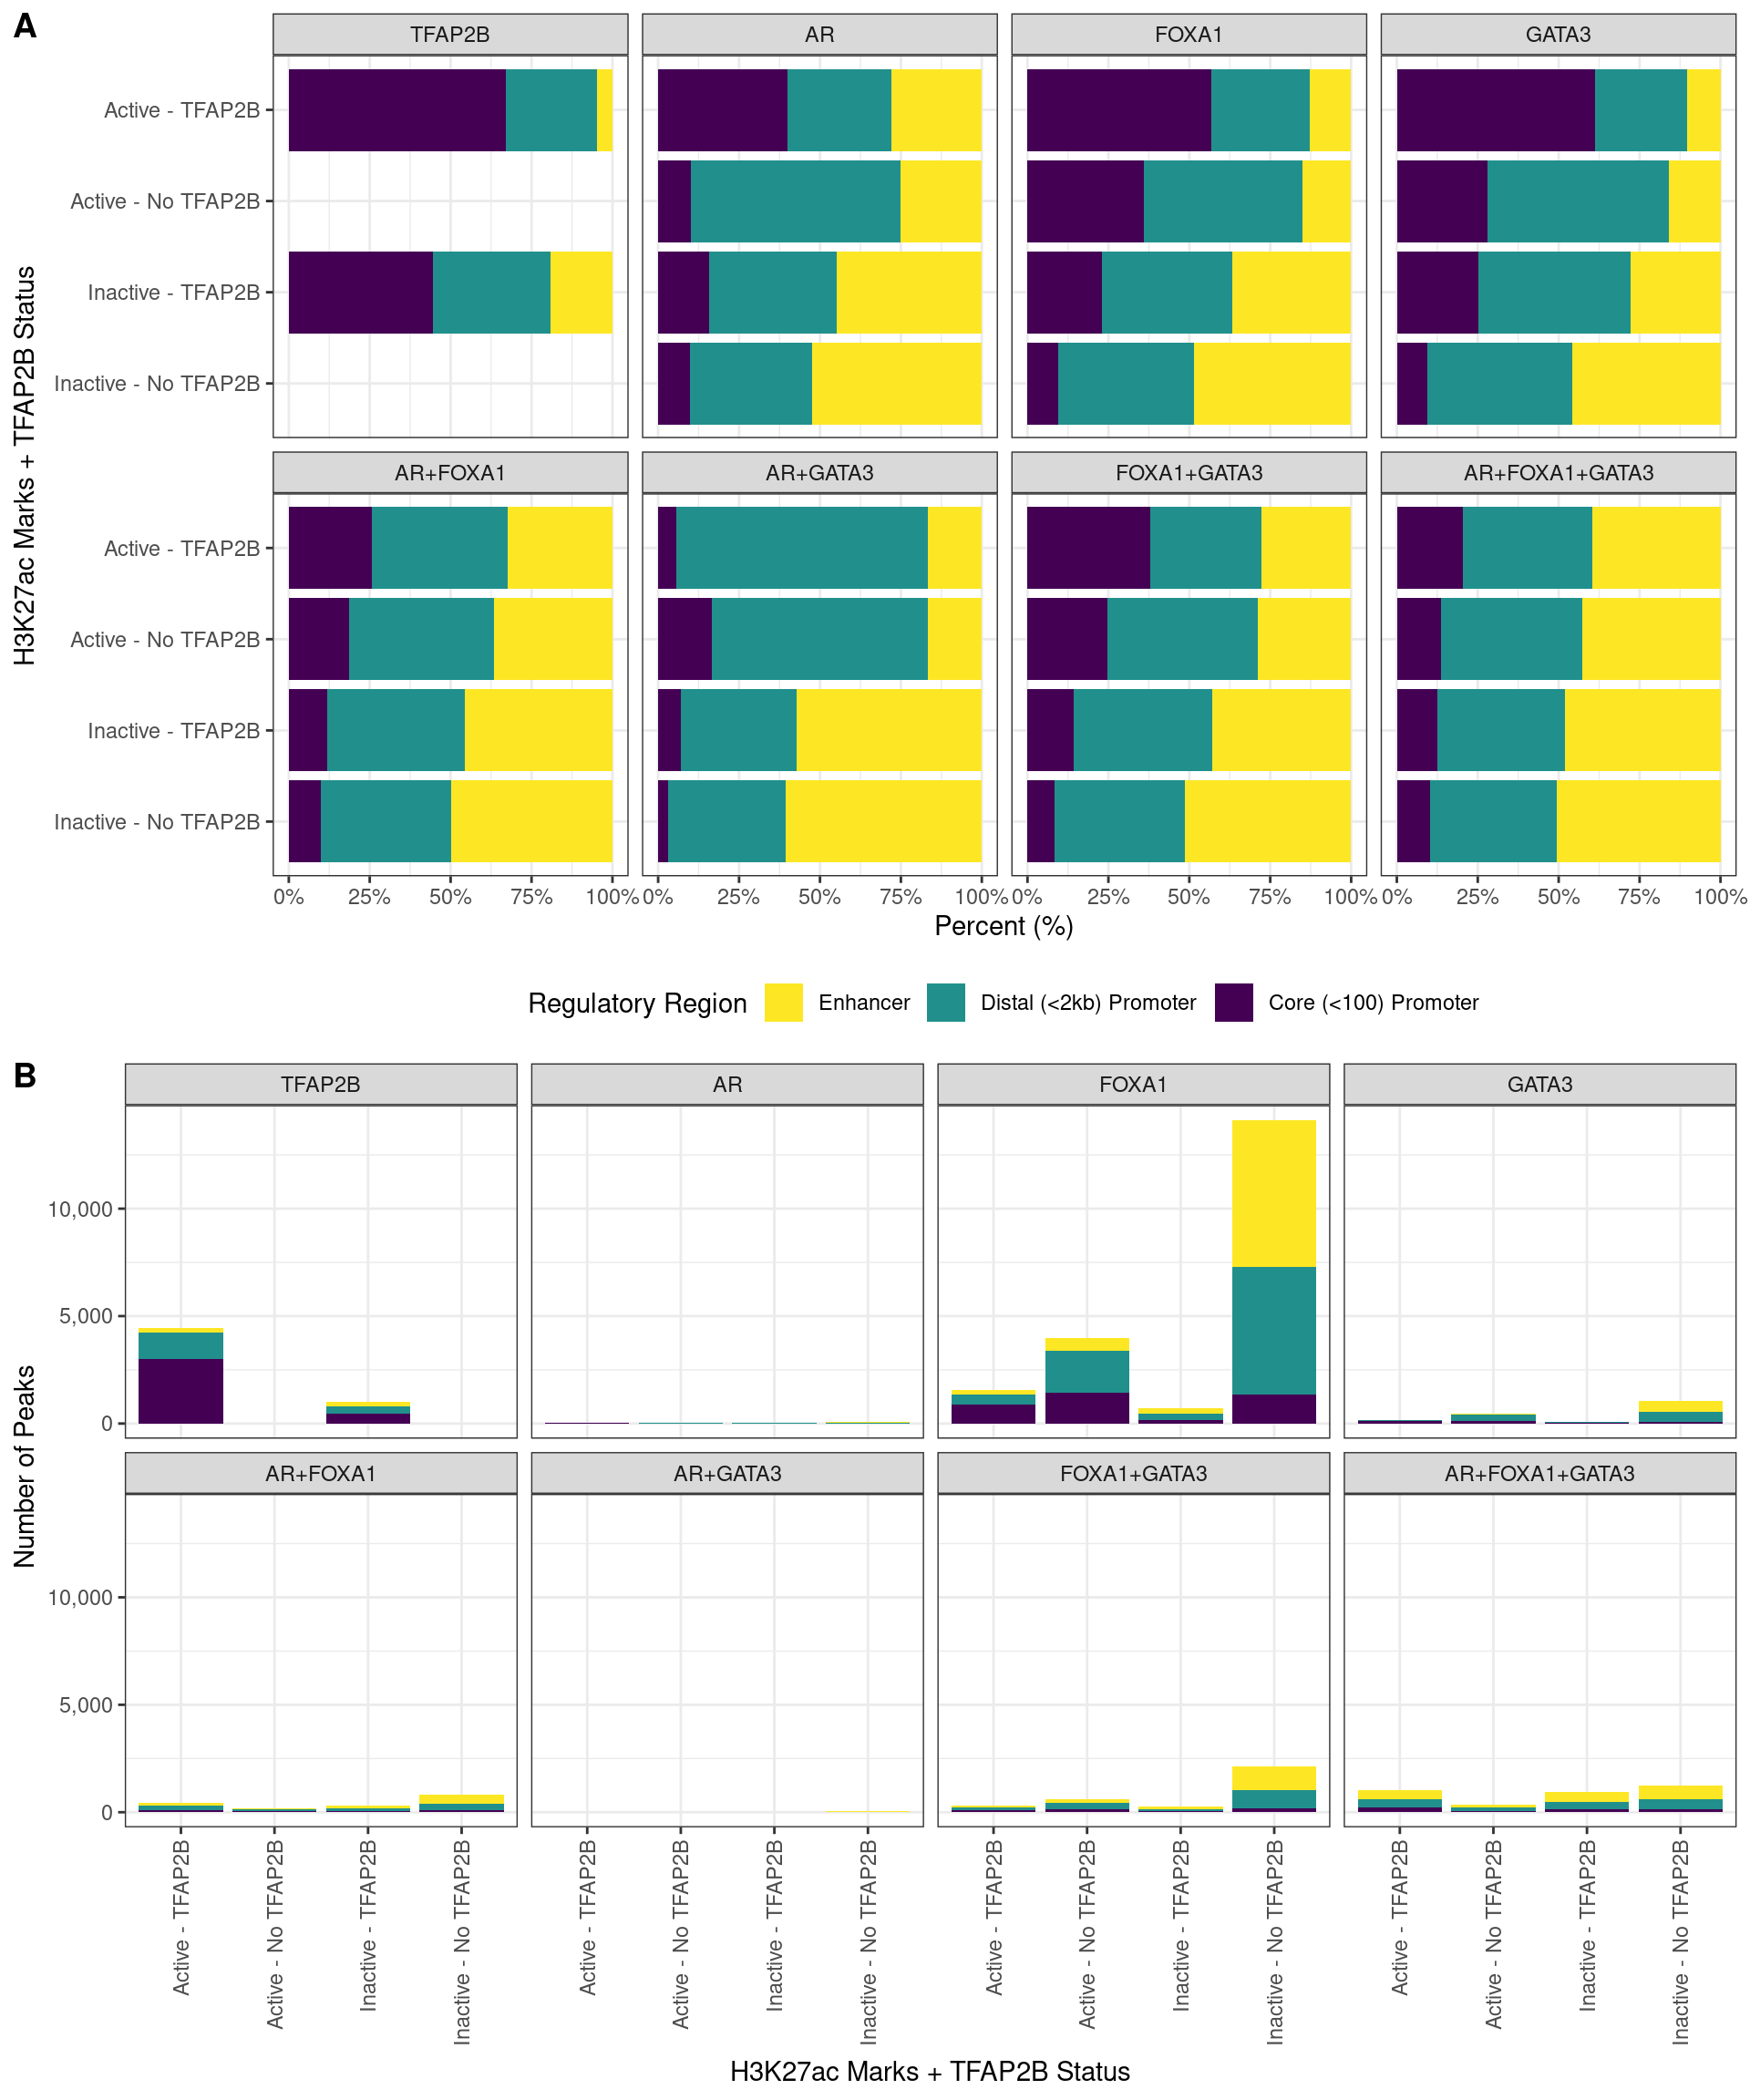 A
TFAP2B
AR
FOXA1
GATA3
Active - TFAP2B
Active - No TFAP2B
Inactive - TFAP2B
Inactive - No TFAP2B
H3K27ac Marks + TFAP2B Status
AR+FOXA1
AR+GATA3
FOXA1+GATA3
AR+FOXA1+GATA3
Active - TFAP2B
Active - No TFAP2B
Inactive - TFAP2B
Inactive - No TFAP2B
0% 25% 50% 75% 100% 0% 25% 50% 75% 100% 0% 25% 50% 75% 100% 0% 25% 50% 75% 100%
Percent (%)
Regulatory Region Enhancer Distal (<2kb) Promoter Core (<100) Promoter
B
TFAP2B
AR
FOXA1
GATA3
10,000
5,000
0
Number of Peaks
AR+FOXA1
AR+GATA3
FOXA1+GATA3
AR+FOXA1+GATA3
10,000
5,000
0
Active - TFAP2B
Active - No TFAP2B
Inactive - TFAP2B
Inactive - No TFAP2B
Active - TFAP2B
Active - No TFAP2B
Inactive - TFAP2B
Inactive - No TFAP2B
Active - TFAP2B
Active - No TFAP2B
Inactive - TFAP2B
Inactive - No TFAP2B
Active - TFAP2B
Active - No TFAP2B
Inactive - TFAP2B
Inactive - No TFAP2B
H3K27ac Marks + TFAP2B Status